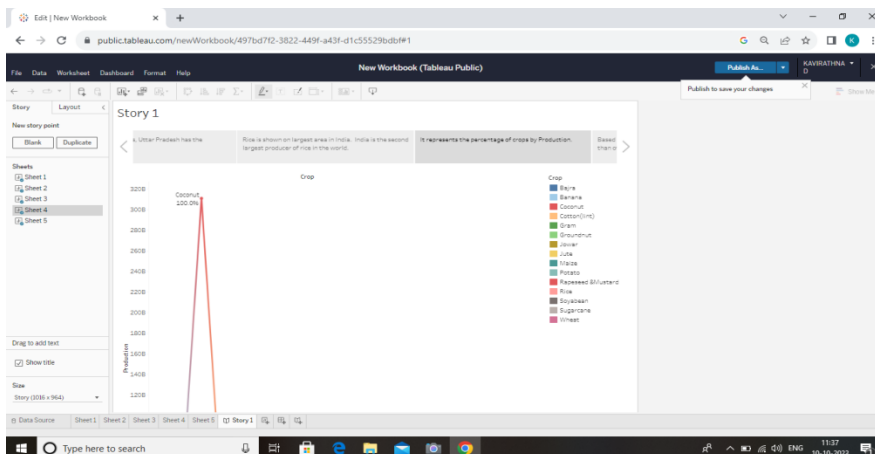 Edit | New Workbook
public.tableau.com/newWorkbook/497bd7f2-3822-449f-a43f-d1c55529bdbf#1
G
K
File Data Worksheet Dashboard Format Help
New Workbook (Tableau Public)
Publish As...
KAVIRATHNA D
Publish to save your changes
Show Me
Story Layout
New story point
Blank Duplicate
Sheets
Sheet 1
Sheet 2
Sheet 3
Sheet 4
Sheet 5
Drag to add text
Show title
Size
Story (1016 x 964)
Story 1
s, Uttar Pradesh has the
Rice is shown on largest area in India. India is the second
largest producer of rice in the world.
It represents the percentage of crops by Production.
Based
than o
Crop
Coconut
100.0%
320B
300B
280B
260B
240B
220B
200B
180B
160B
140B
120B
Production
Crop
Bajra
Banana
Coconut
Cotton(lint)
Gram
Groundnut
Jowar
Jute
Maize
Potato
Rapeseed &Mustard
Rice
Soyabean
Sugarcane
Wheat
Data Source Sheet 1 Sheet 2 Sheet 3 Sheet 4 Sheet 5 Story 1
Type here to search
ENG
11:37
10-10-2023